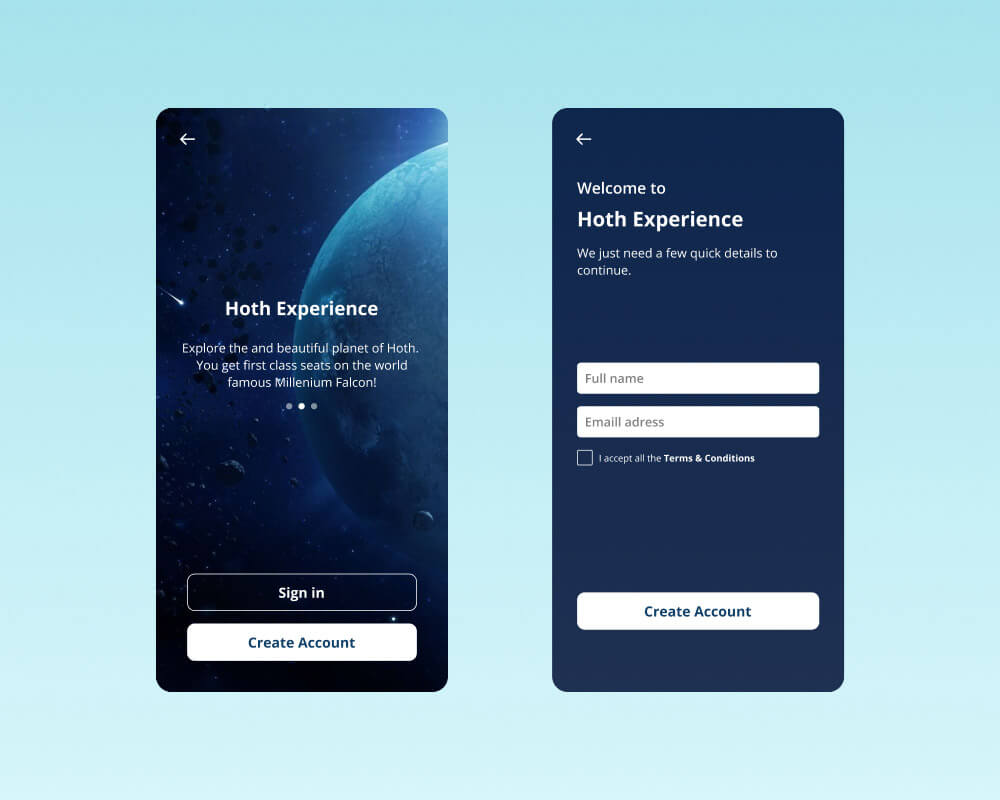 Hoth Experience
Explore the and beautiful planet of Hoth.
You get first class seats on the world
famous Millenium Falcon!
Sign in
Create Account
Welcome to
Hoth Experience
We just need a few quick details to
continue.
Full name
Emaill adress
I accept all the Terms & Conditions
Create Account